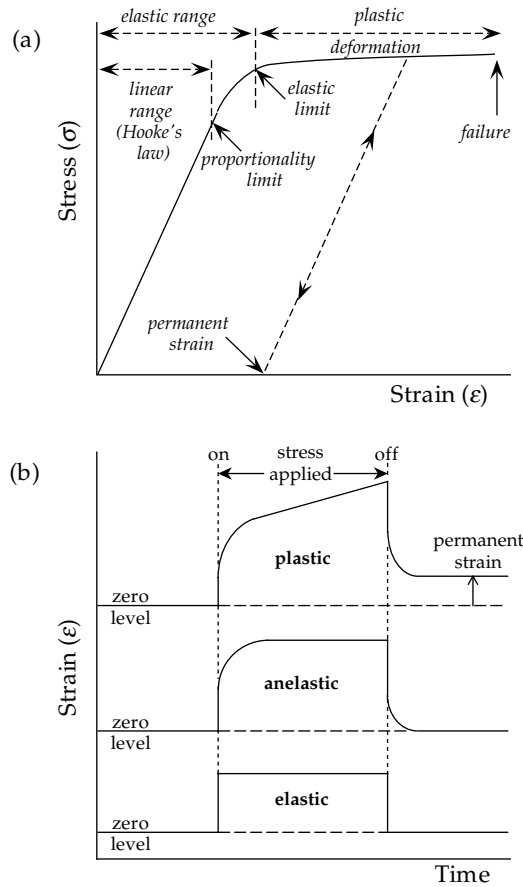 (a)
elastic range
plastic
deformation
linear
range
(Hooke's
law)
elastic
limit
proportionality
limit
failure
permanent
strain
Stress (σ)
Strain (ε)
(b)
on
stress
applied
off
plastic
permanent
strain
zero
level
anelastic
zero
level
elastic
zero
level
Strain (ε)
Time